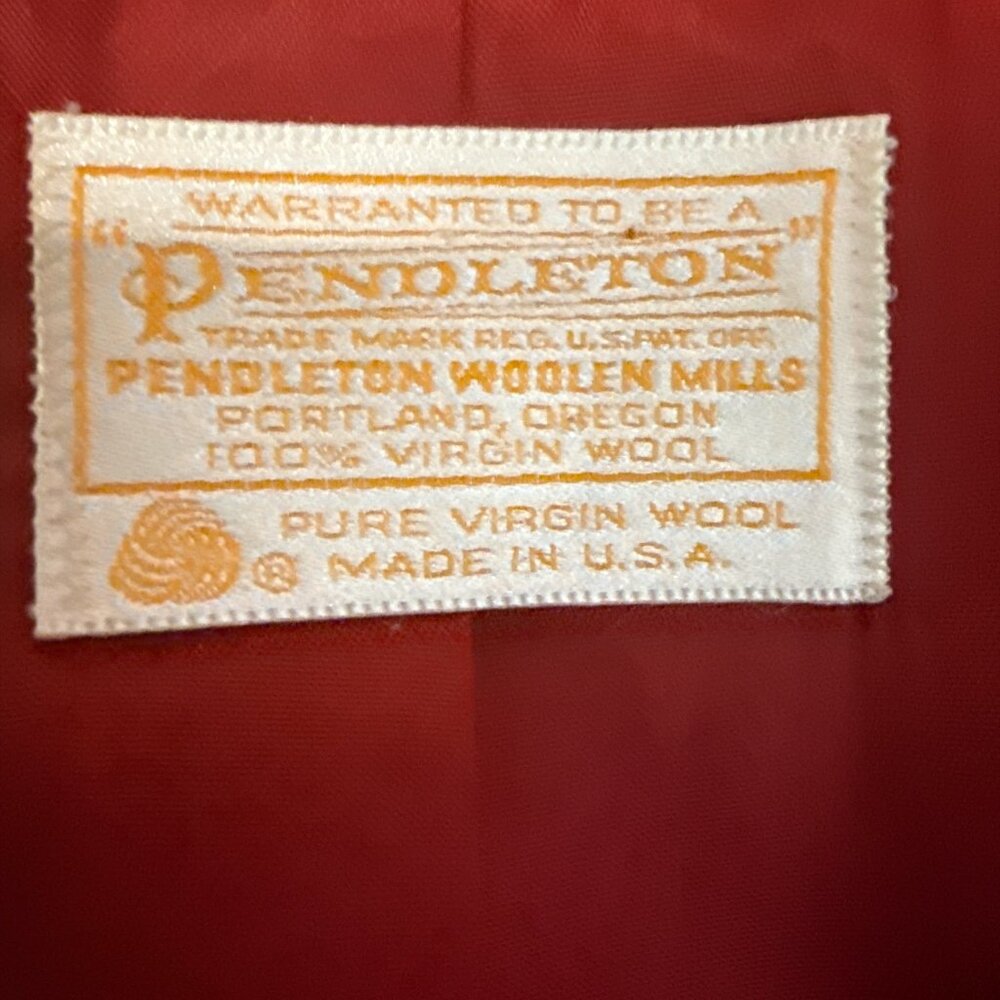 WARRANTED TO BE A
"PENDLETON"
TRADE MARK REG. U.S. PAT. OFF.
PENDLETON WOOLEN MILLS
PORTLAND, OREGON
100% VIRGIN WOOL
PURE VIRGIN WOOL
® MADE IN U.S.A.